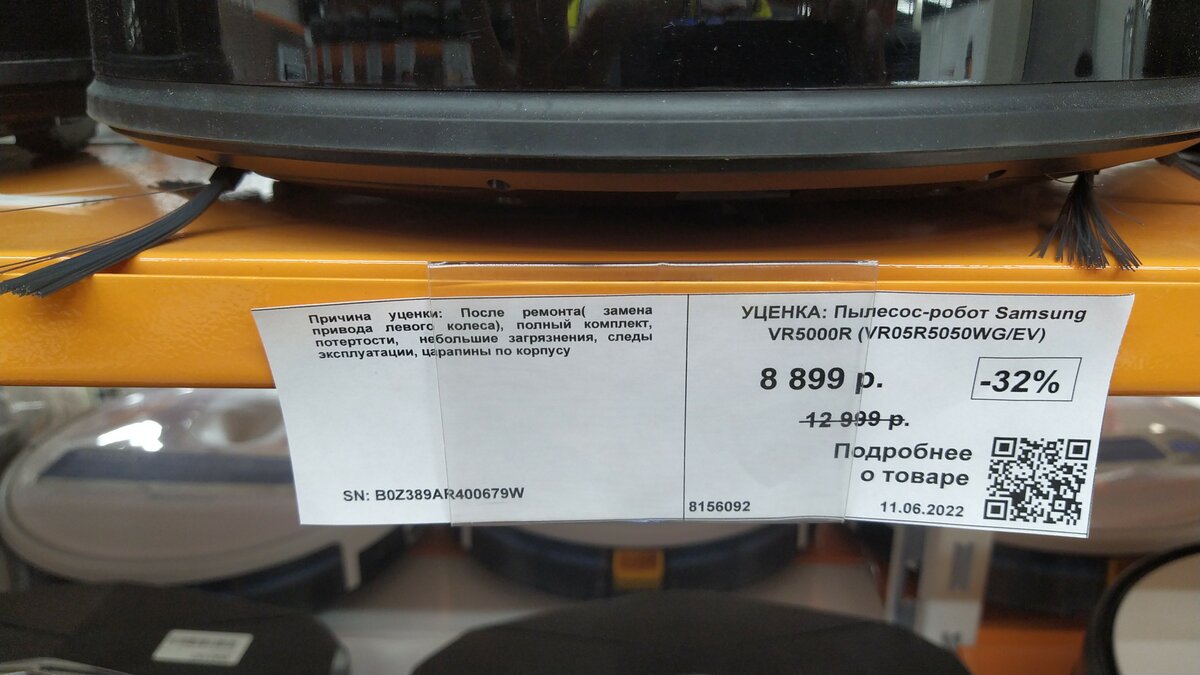 Причина уценки: После ремонта( замена
привода левого колеса), полный комплект,
потертости, небольшие загрязнения, следы
эксплуатации, царапины по корпусу
SN: B0Z389AR400679W
УЦЕНКА: Пылесос-робот Samsung
VR5000R (VR05R5050WG/EV)
8 899 р.
-32%
12 999 р.
Подробнее
о товаре
8156092
11.06.2022